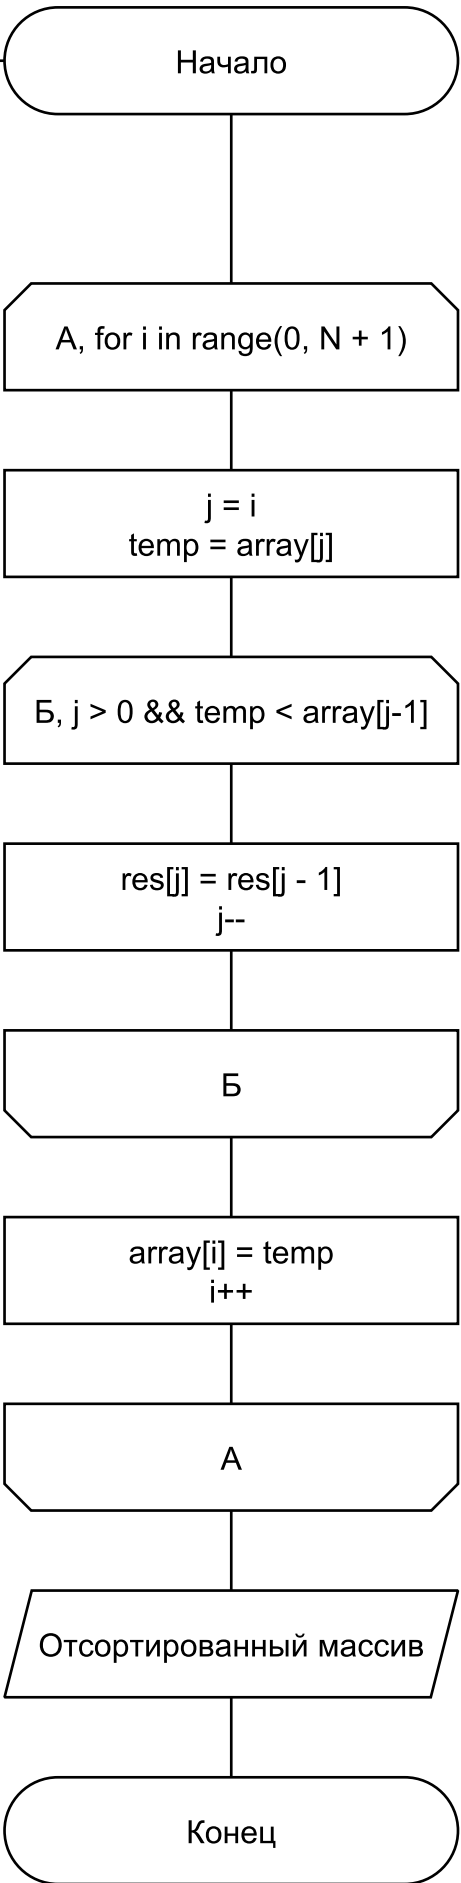 Начало
А, for i in range(0, N + 1)
j = i
temp = array[j]
Б, j > 0 && temp < array[j-1]
res[j] = res[j - 1]
j--
Б
array[i] = temp
i++
А
Отсортированный массив
Конец